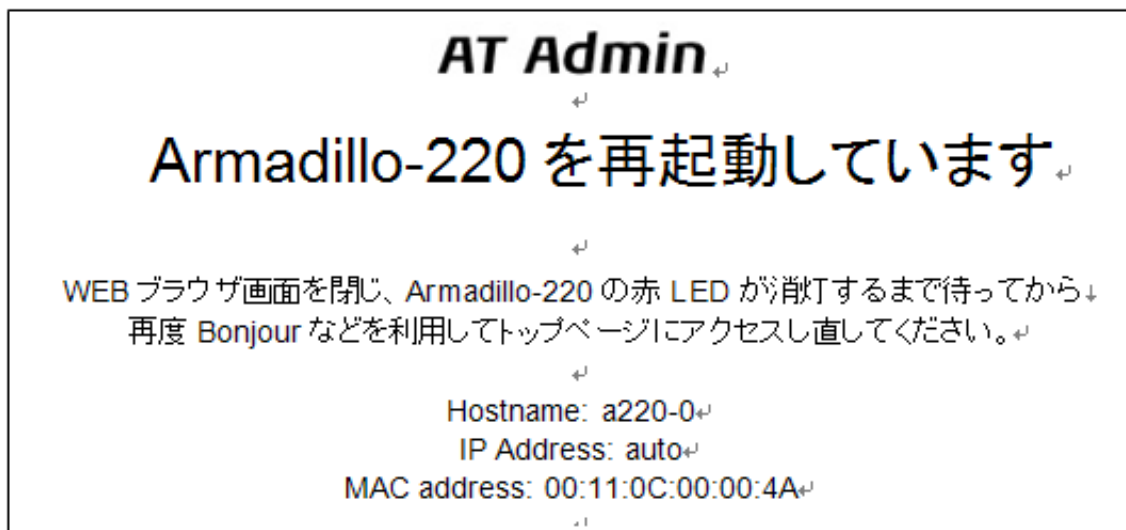 AT Admin
Armadillo-220 を再起動しています
WEB ブラウザ画面を閉じ、Armadillo-220 の赤 LED が消灯するまで待ってから
再度 Bonjour などを利用してトップページにアクセスし直してください。
Hostname: a220-0
IP Address: auto
MAC address: 00:11:0C:00:00:4A